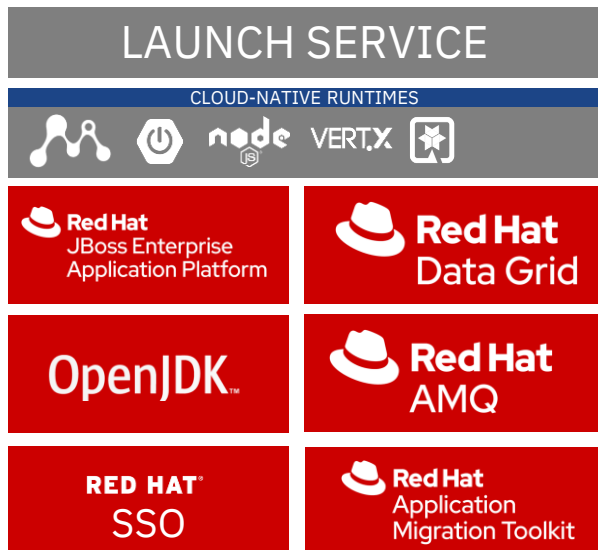 LAUNCH SERVICE
CLOUD-NATIVE RUNTIMES
node
JS
VERT.X
Red Hat
JBoss Enterprise
Application Platform
Red Hat
Data Grid
OpenJDK™
Red Hat
AMQ
RED HAT®
SSO
Red Hat
Application
Migration Toolkit